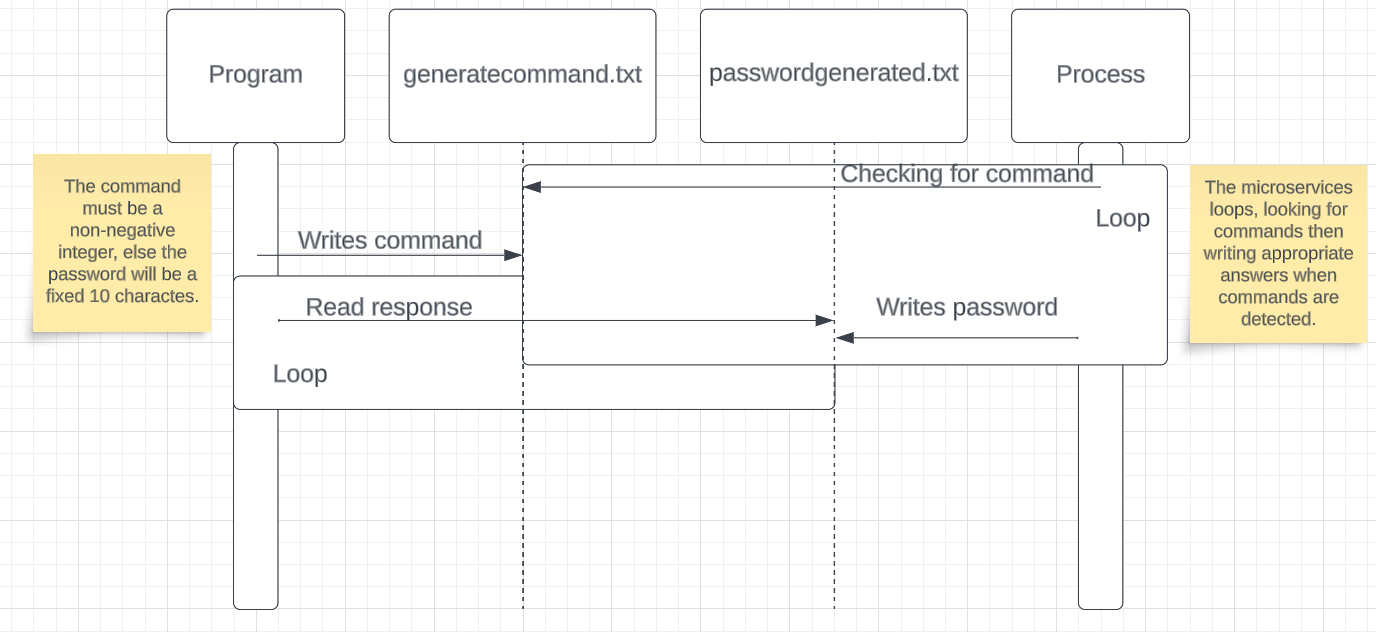 Program
generatecommand.txt
passwordgenerated.txt
Process
The command
must be a
non-negative
integer, else the
password will be a
fixed 10 charactes.
Checking for command
Loop
Writes command
Read response
Writes password
Loop
The microservices
loops, looking for
commands then
writing appropriate
answers when
commands are
detected.